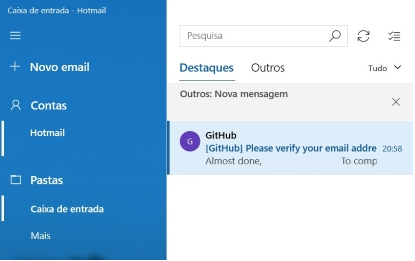 Caixa de entrada - Hotmail
Pesquisa
Novo email
Destaques Outros Tudo
Contas
Outros: Nova mensagem
Hotmail
G GitHub
[GitHub] Please verify your email addre 20:58
Almost done, To comp
Pastas
Caixa de entrada
Mais